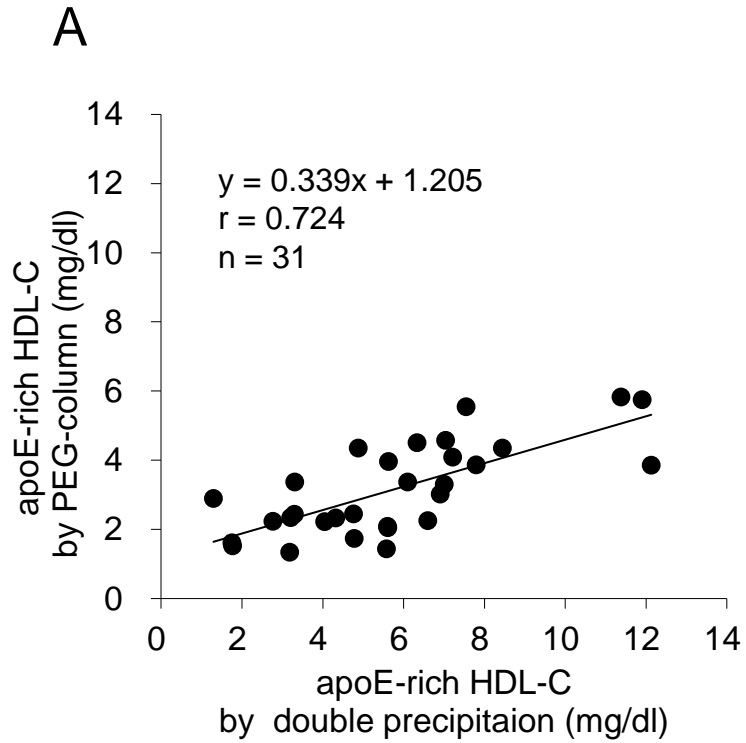 A
14
12
10
8
6
4
2
0
y = 0.339x + 1.205
r = 0.724
n = 31
apoE-rich HDL-C
by PEG-column (mg/dl)
0 2 4 6 8 10 12 14
apoE-rich HDL-C
by double precipitaion (mg/dl)